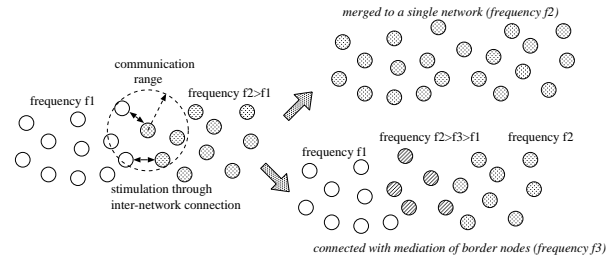 merged to a single network (frequency f2)
communication
range
frequency f1
frequency f2>f1
stimulation through
inter-network connection
frequency f2>f3>f1
frequency f2
frequency f1
connected with mediation of border nodes (frequency f3)